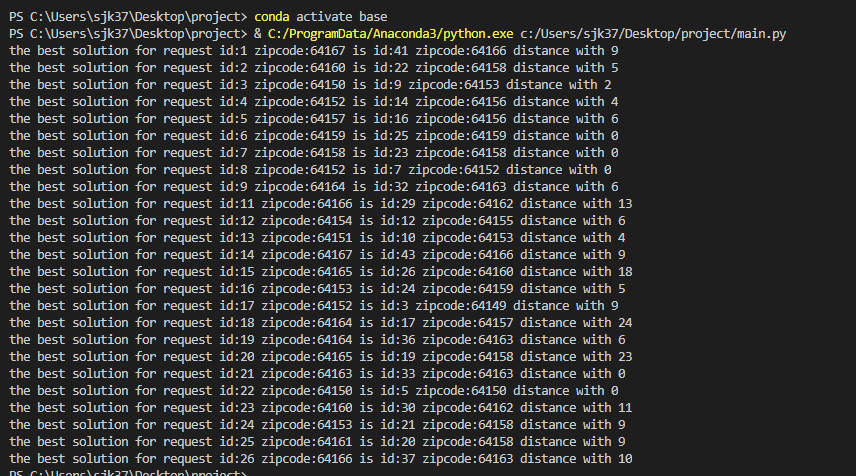 PS C:\Users\sjk37\Desktop\project> conda activate base
PS C:\Users\sjk37\Desktop\project> & C:/ProgramData/Anaconda3/python.exe c:/Users/sjk37/Desktop/project/main.py
the best solution for request id:1 zipcode:64167 is id:41 zipcode:64166 distance with 9
the best solution for request id:2 zipcode:64160 is id:22 zipcode:64158 distance with 5
the best solution for request id:3 zipcode:64150 is id:9 zipcode:64153 distance with 2
the best solution for request id:4 zipcode:64152 is id:14 zipcode:64156 distance with 4
the best solution for request id:5 zipcode:64157 is id:16 zipcode:64156 distance with 6
the best solution for request id:6 zipcode:64159 is id:25 zipcode:64159 distance with 0
the best solution for request id:7 zipcode:64158 is id:23 zipcode:64158 distance with 0
the best solution for request id:8 zipcode:64152 is id:7 zipcode:64152 distance with 0
the best solution for request id:9 zipcode:64164 is id:32 zipcode:64163 distance with 6
the best solution for request id:11 zipcode:64166 is id:29 zipcode:64162 distance with 13
the best solution for request id:12 zipcode:64154 is id:12 zipcode:64155 distance with 6
the best solution for request id:13 zipcode:64151 is id:10 zipcode:64153 distance with 4
the best solution for request id:14 zipcode:64167 is id:43 zipcode:64166 distance with 9
the best solution for request id:15 zipcode:64165 is id:26 zipcode:64160 distance with 18
the best solution for request id:16 zipcode:64153 is id:24 zipcode:64159 distance with 5
the best solution for request id:17 zipcode:64152 is id:3 zipcode:64149 distance with 9
the best solution for request id:18 zipcode:64164 is id:17 zipcode:64157 distance with 24
the best solution for request id:19 zipcode:64164 is id:36 zipcode:64163 distance with 6
the best solution for request id:20 zipcode:64165 is id:19 zipcode:64158 distance with 23
the best solution for request id:21 zipcode:64163 is id:33 zipcode:64163 distance with 0
the best solution for request id:22 zipcode:64150 is id:5 zipcode:64150 distance with 0
the best solution for request id:23 zipcode:64160 is id:30 zipcode:64162 distance with 11
the best solution for request id:24 zipcode:64153 is id:21 zipcode:64158 distance with 9
the best solution for request id:25 zipcode:64161 is id:20 zipcode:64158 distance with 9
the best solution for request id:26 zipcode:64166 is id:37 zipcode:64163 distance with 10
PS C:\Users\sjk37\Desktop\project>